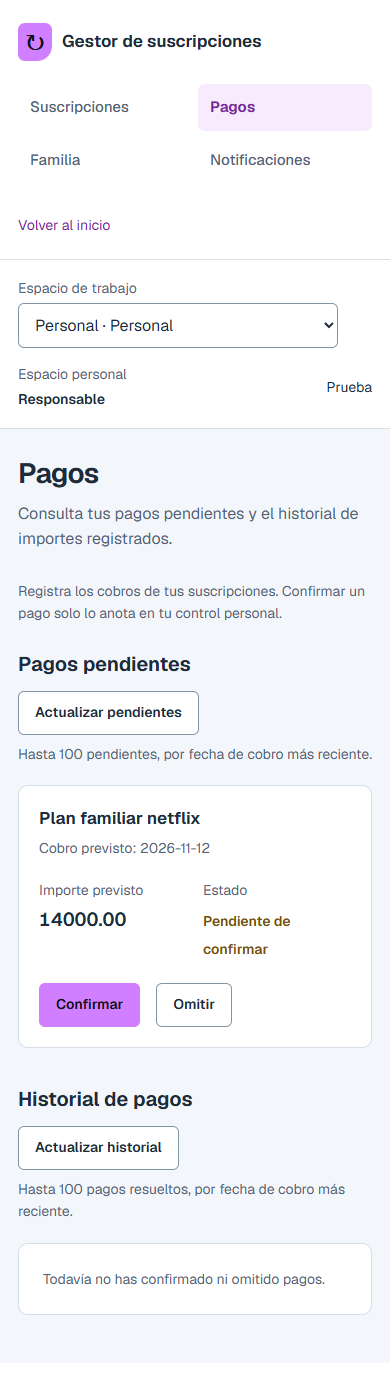 Gestor de suscripciones
Suscripciones
Pagos
Familia
Notificaciones
Volver al inicio
Espacio de trabajo
Personal · Personal
Espacio personal
Responsable
Prueba
Pagos
Consulta tus pagos pendientes y el historial de
importes registrados.
Registra los cobros de tus suscripciones. Confirmar un
pago solo lo anota en tu control personal.
Pagos pendientes
Actualizar pendientes
Hasta 100 pendientes, por fecha de cobro más reciente.
Plan familiar netflix
Cobro previsto: 2026-11-12
Importe previsto
14000.00
Estado
Pendiente de
confirmar
Confirmar
Omitir
Historial de pagos
Actualizar historial
Hasta 100 pagos resueltos, por fecha de cobro más
reciente.
Todavía no has confirmado ni omitido pagos.